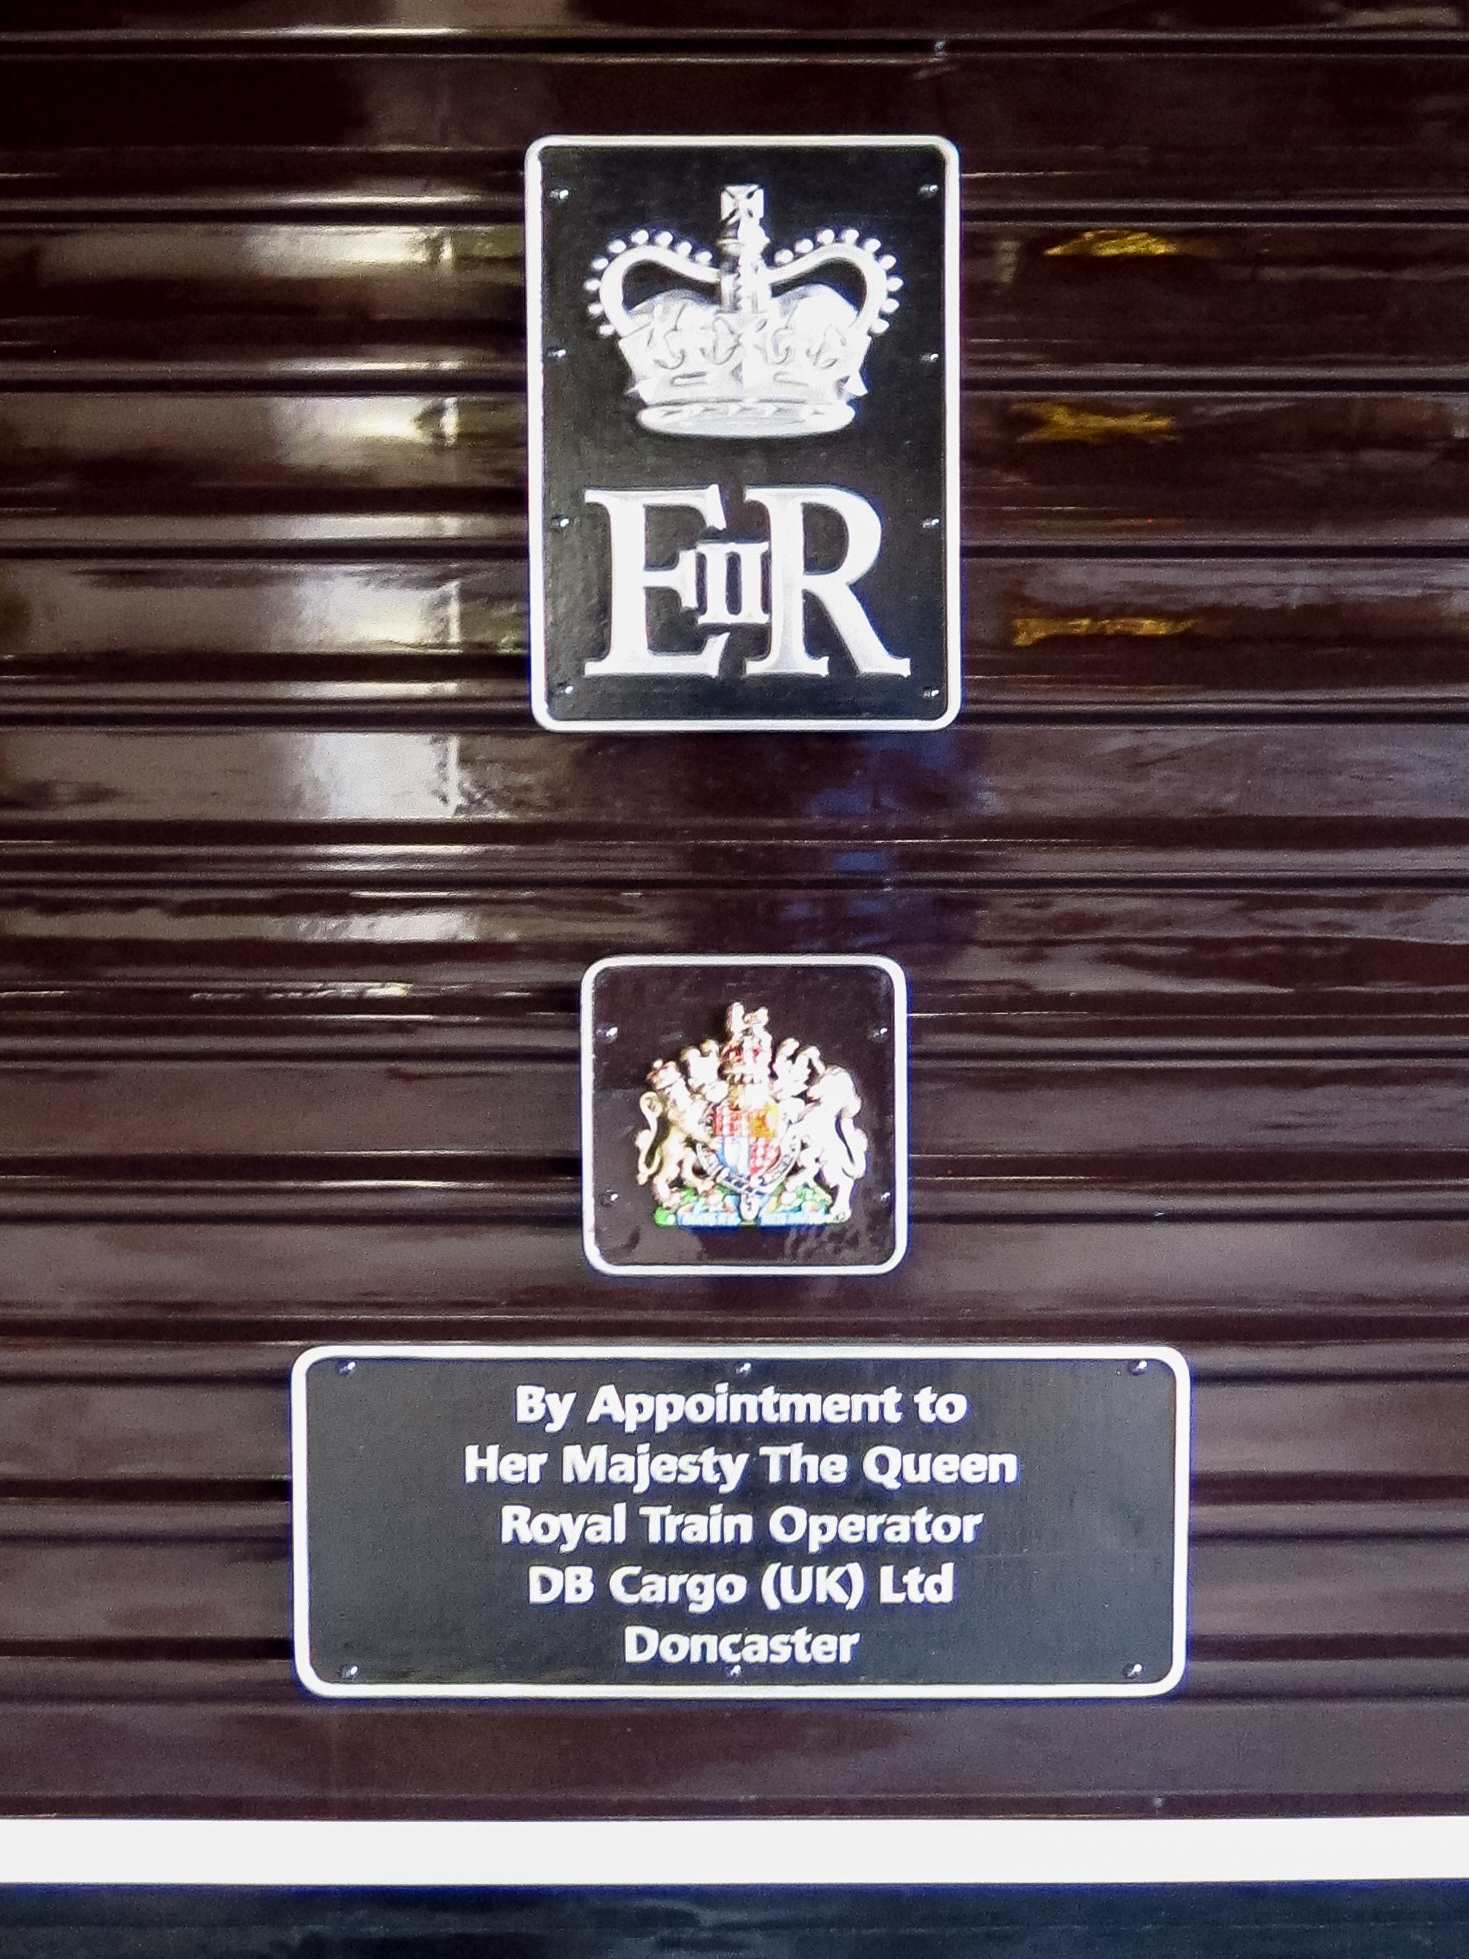 EIIR
By Appointment to
Her Majesty The Queen
Royal Train Operator
DB Cargo (UK) Ltd
Doncaster